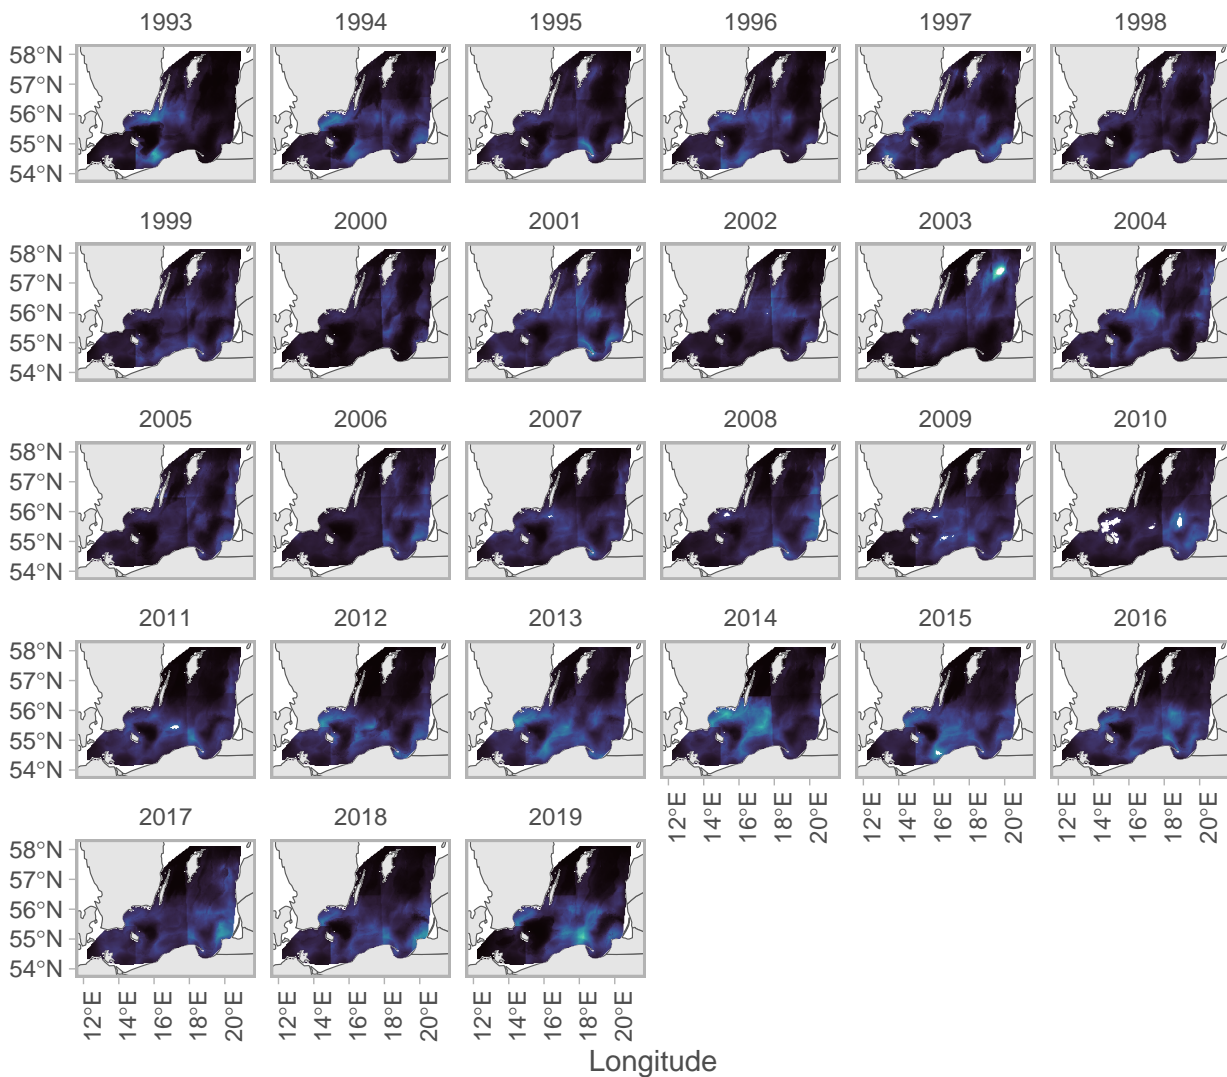 1993 1994 1995 1996 1997 1998
58°N
57°N
56°N
55°N
54°N
1999 2000 2001 2002 2003 2004
58°N
57°N
56°N
55°N
54°N
2005 2006 2007 2008 2009 2010
58°N
57°N
56°N
55°N
54°N
2011 2012 2013 2014 2015 2016
58°N
57°N
56°N
55°N
54°N
12°E 14°E 16°E 18°E 20°E 12°E 14°E 16°E 18°E 20°E 12°E 14°E 16°E 18°E 20°E
2017 2018 2019
58°N
57°N
56°N
55°N
54°N
12°E 14°E 16°E 18°E 20°E 12°E 14°E 16°E 18°E 20°E 12°E 14°E 16°E 18°E 20°E
Longitude